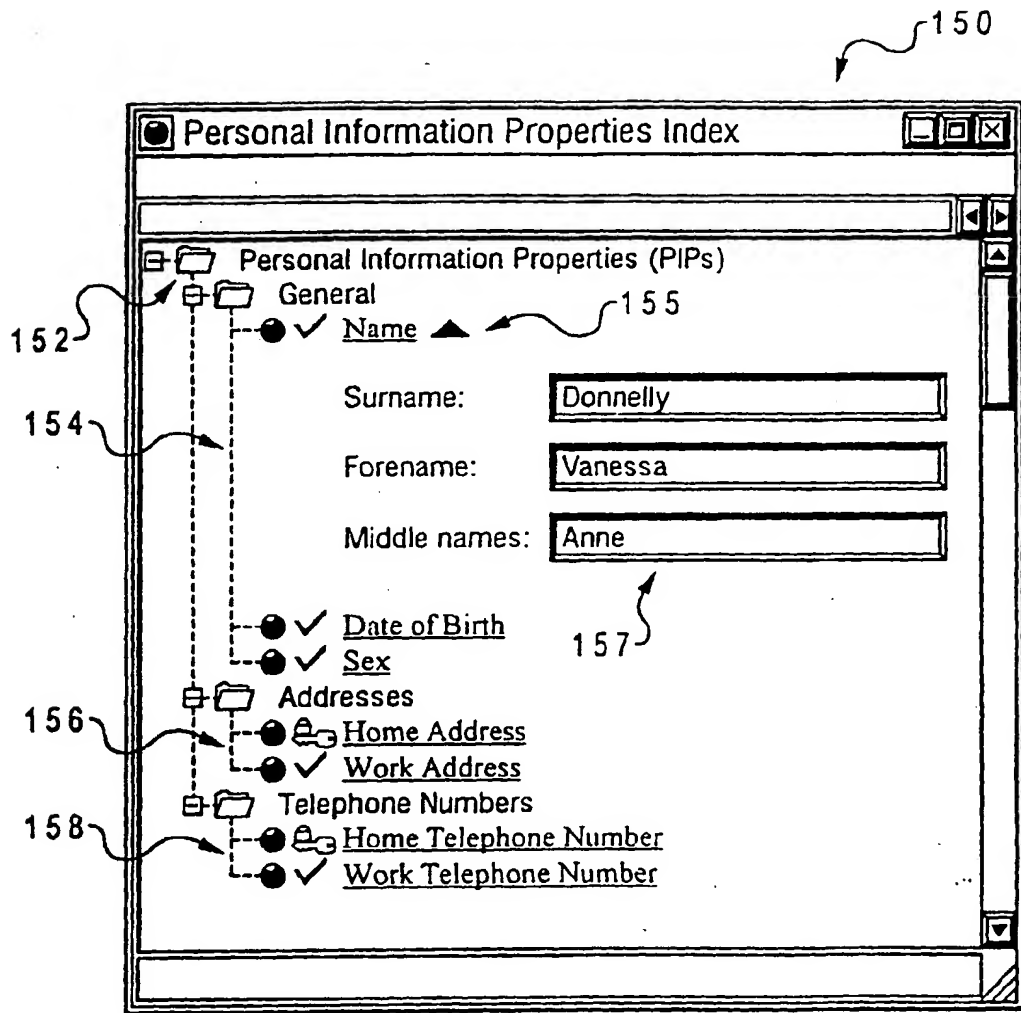 150
Personal Information Properties Index
Personal Information Properties (PIPs)
152
General
Name
155
Surname: Donnelly
154
Forename: Vanessa
Middle names: Anne
157
Date of Birth
Sex
Addresses
156
Home Address
Work Address
Telephone Numbers
158
Home Telephone Number
Work Telephone Number